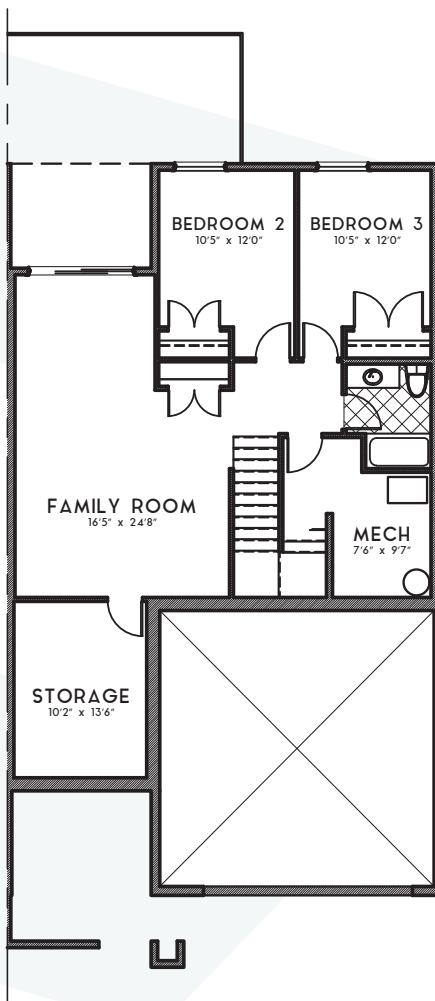 BEDROOM 2
10'5" x 12'0"
BEDROOM 3
10'5" x 12'0"
FAMILY ROOM
16'5" x 24'8"
MECH
7'6" x 9'7"
STORAGE
10'2" x 13'6"